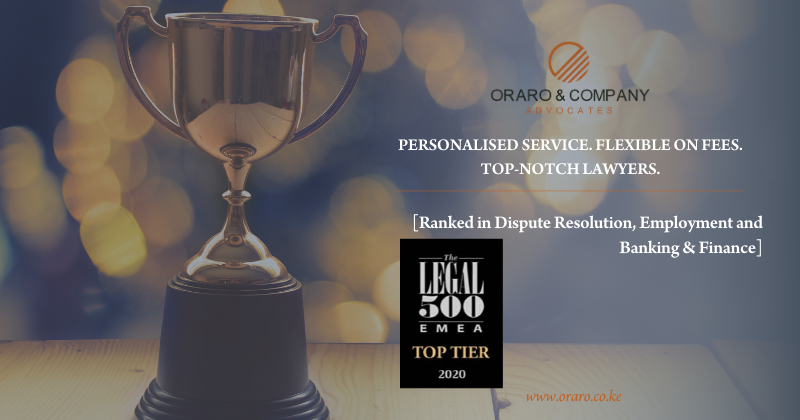 ORARO & COMPANY
ADVOCATES
PERSONALISED SERVICE. FLEXIBLE ON FEES.
TOP-NOTCH LAWYERS.
[Ranked in Dispute Resolution, Employment and
Banking & Finance]
The
LEGAL
500
EMEA
TOP TIER
2020
www.oraro.co.ke